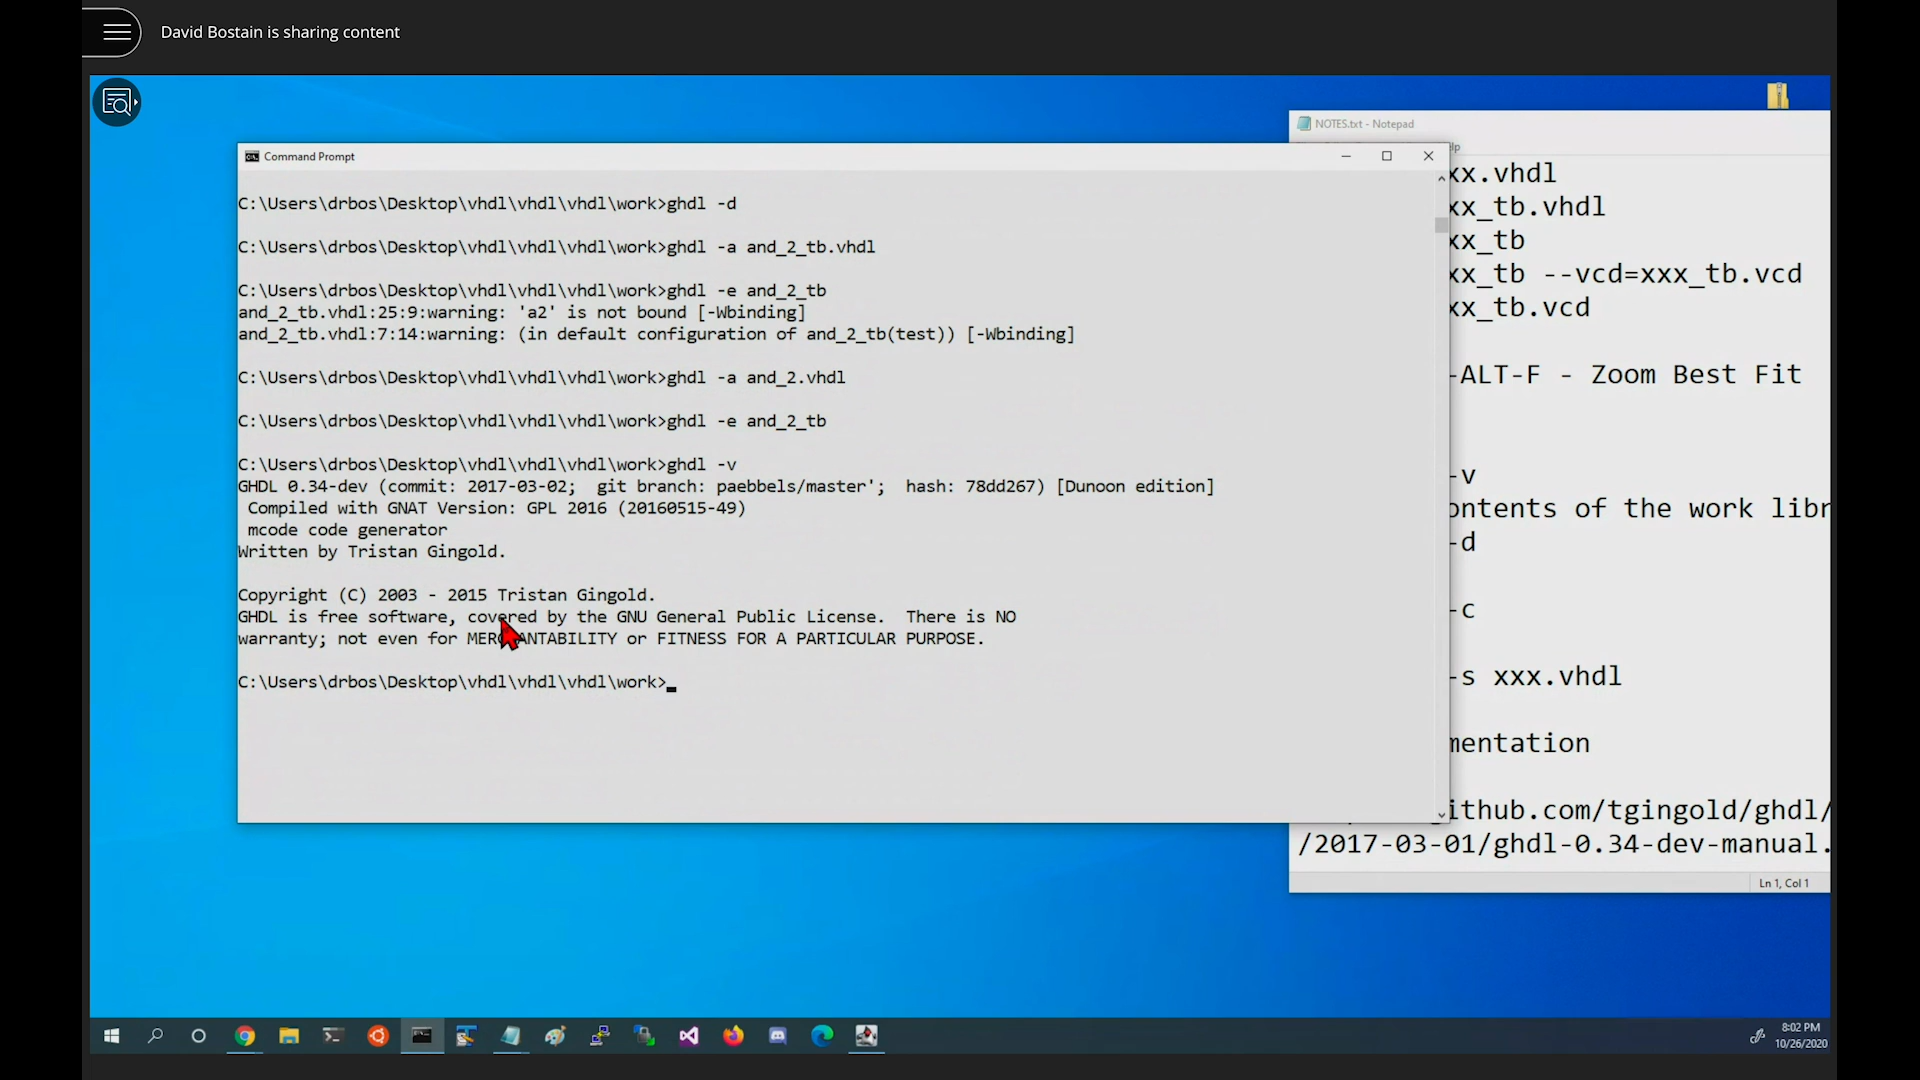 David Bostain is sharing content
Command Prompt
C:\Users\drbos\Desktop\vhdl\vhdl\vhdl\work>ghdl -d
C:\Users\drbos\Desktop\vhdl\vhdl\vhdl\work>ghdl -a and_2_tb.vhdl
C:\Users\drbos\Desktop\vhdl\vhdl\vhdl\work>ghdl -e and_2_tb
and_2_tb.vhdl:25:9:warning: 'a2' is not bound [-Wbinding]
and_2_tb.vhdl:7:14:warning: (in default configuration of and_2_tb(test)) [-Wbinding]
C:\Users\drbos\Desktop\vhdl\vhdl\vhdl\work>ghdl -a and_2.vhdl
C:\Users\drbos\Desktop\vhdl\vhdl\vhdl\work>ghdl -e and_2_tb
C:\Users\drbos\Desktop\vhdl\vhdl\vhdl\work>ghdl -v
GHDL 0.34-dev (commit: 2017-03-02;  git branch: paebbels/master';  hash: 78dd267) [Dunoon edition]
Compiled with GNAT Version: GPL 2016 (20160515-49)
mcode code generator
Written by Tristan Gingold.
Copyright (C) 2003 - 2015 Tristan Gingold.
GHDL is free software, covered by the GNU General Public License.  There is NO
warranty; not even for MERCHANTABILITY or FITNESS FOR A PARTICULAR PURPOSE.
C:\Users\drbos\Desktop\vhdl\vhdl\vhdl\work>
NOTES.txt - Notepad
xx.vhdl
xx_tb.vhdl
xx_tb
xx_tb --vcd=xxx_tb.vcd
xx_tb.vcd
-ALT-F - Zoom Best Fit
-v
ontents of the work libr
-d
-c
-s xxx.vhdl
mentation
ithub.com/tgingold/ghdl/
/2017-03-01/ghdl-0.34-dev-manual.
Ln 1, Col 1
8:02 PM
10/26/2020